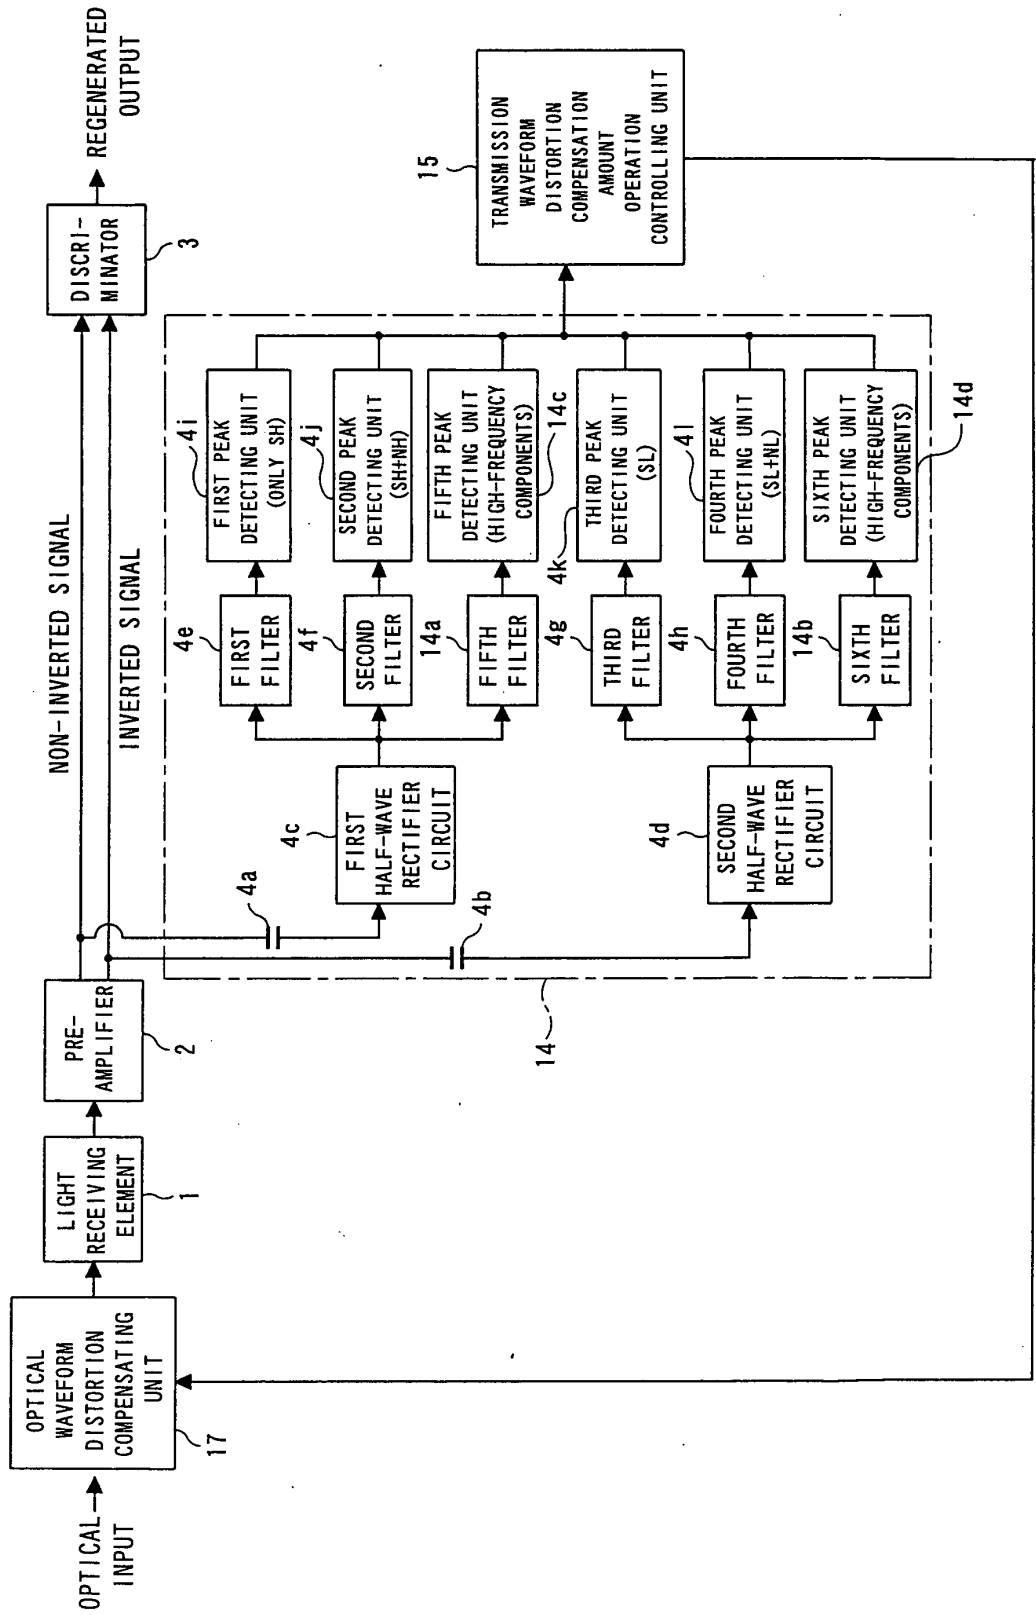 OPTICAL
INPUT
OPTICAL
WAVEFORM
DISTORTION
COMPENSATING
UNIT
17
LIGHT
RECEIVING
ELEMENT
1
PRE-
AMPLIFIER
2
NON-INVERTED SIGNAL
INVERTED SIGNAL
DISCRI-
MINATOR
3
REGENERATED
OUTPUT
14
4a
4b
4c
FIRST
HALF-WAVE
RECTIFIER
CIRCUIT
4d
SECOND
HALF-WAVE
RECTIFIER
CIRCUIT
4e
FIRST
FILTER
4f
SECOND
FILTER
14a
FIFTH
FILTER
4g
THIRD
FILTER
4h
FOURTH
FILTER
14b
SIXTH
FILTER
4i
FIRST PEAK
DETECTING UNIT
(ONLY SH)
4j
SECOND PEAK
DETECTING UNIT
(SH+NH)
FIFTH PEAK
DETECTING UNIT
(HIGH-FREQUENCY
COMPONENTS)
14c
4k
THIRD PEAK
DETECTING UNIT
(SL)
4l
FOURTH PEAK
DETECTING UNIT
(SL+NL)
SIXTH PEAK
DETECTING UNIT
(HIGH-FREQUENCY
COMPONENTS)
14d
15
TRANSMISSION
WAVEFORM
DISTORTION
COMPENSATION
AMOUNT
OPERATION
CONTROLLING UNIT